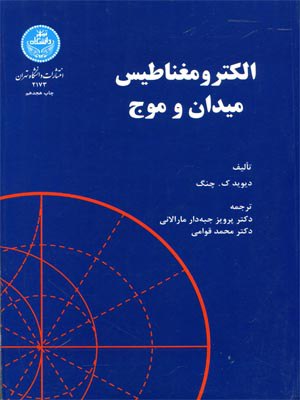 الکترومغناطیس
میدان و موج
انتشارات دانشگاه تهران
۲۱۷۳
چاپ هجدهم
تألیف
دیوید ک. چنگ
ترجمه
دکتر پرویز جبه‌دار مارالانی
دکتر محمد قوامی